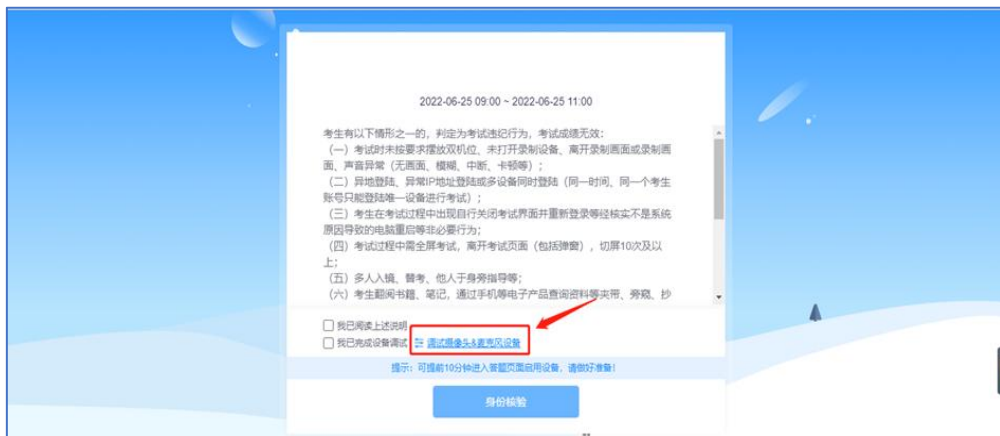 2022-06-25 09:00 ~ 2022-06-25 11:00
考生有以下情形之一的，判定为考试违纪行为，考试成绩无效：
（一）考试时未按要求摆放双机位、未打开录制设备、离开录制画面或录制画
面、声音异常（无画面、模糊、中断、卡顿等）；
（二）异地登陆、异常IP地址登陆或多设备同时登陆（同一时间、同一个考生
账号只能登陆唯一设备进行考试）；
（三）考生在考试过程中出现自行关闭考试界面并重新登录等经核实不是系统
原因导致的电脑重启等非必要行为；
（四）考试过程中需全屏考试，离开考试页面（包括弹窗），切屏10次及以
上；
（五）多人入镜、替考、他人于身旁指导等；
（六）考生翻阅书籍、笔记，通过手机等电子产品查询资料等夹带、旁窥、抄
我已阅读上述说明
我已完成设备调试 调试摄像头&麦克风设备
提示：可提前10分钟进入答题页面启用设备，请做好准备！
身份核验